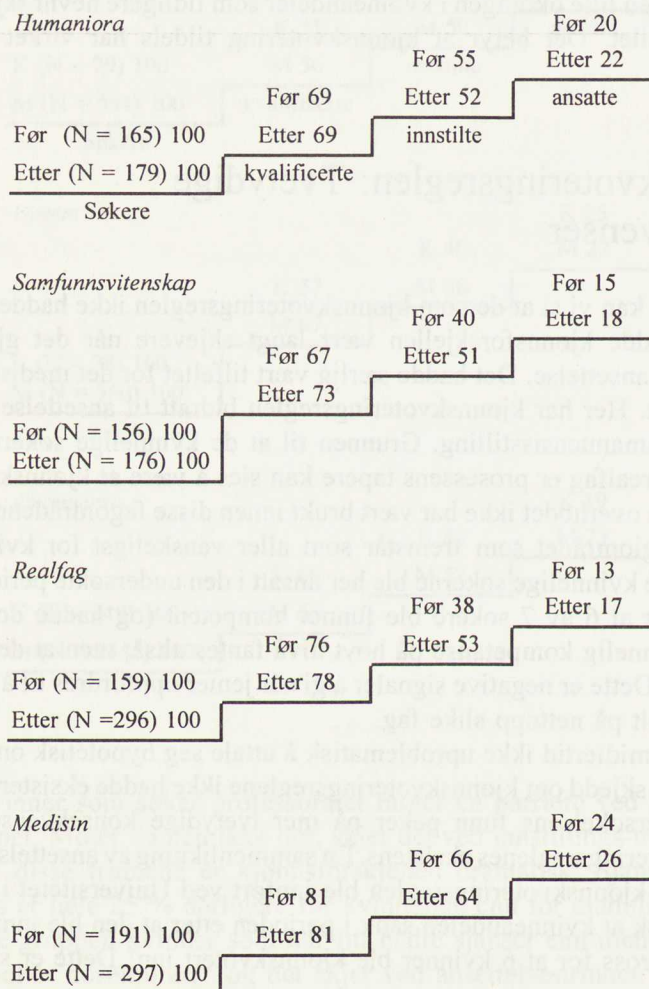 Humaniora Før 20
Før 55 Etter 22
Før 69 Etter 52 ansatte
Før (N = 165) 100 Etter 69 innstilte
Etter (N = 179) 100 kvalificerte
Søkere
Samfunnsvitenskap Før 15
Før 40 Etter 18
Før 67 Etter 51
Etter 73
Før (N = 156) 100
Etter (N = 176) 100
Realfag Før 13
Før 38 Etter 17
Før 76 Etter 53
Før (N = 159) 100 Etter 78
Etter (N =296) 100
Medisin Før 24
Før 66 Etter 26
Før 81 Etter 64
Før (N = 191) 100 Etter 81
Etter (N = 297) 100